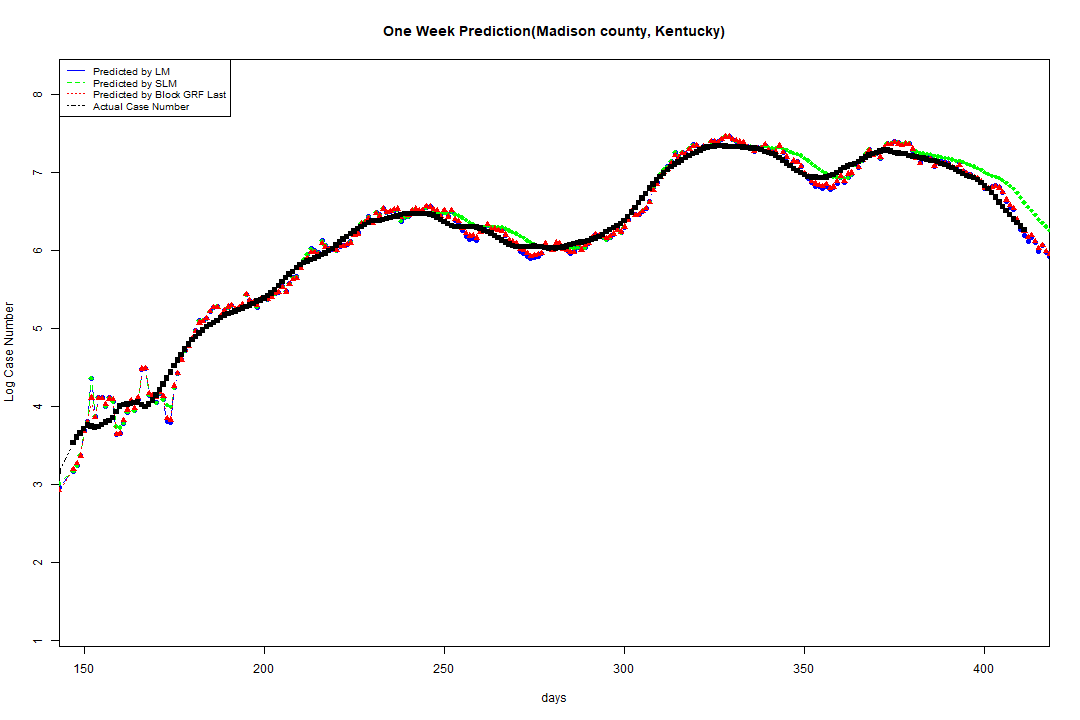 One Week Prediction(Madison county, Kentucky)
Predicted by LM
Predicted by SLM
Predicted by Block GRF Last
Actual Case Number
8
7
6
5
4
3
2
1
Log Case Number
150 200 250 300 350 400
days